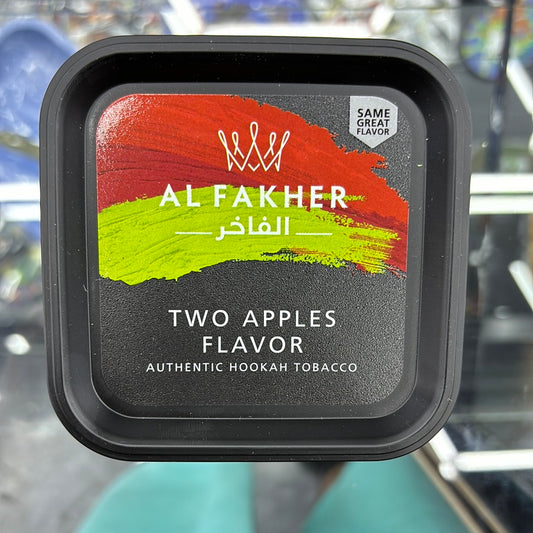 SAME
GREAT
FLAVOR
AL FAKHER
الفاخر
TWO APPLES
FLAVOR
AUTHENTIC HOOKAH TOBACCO